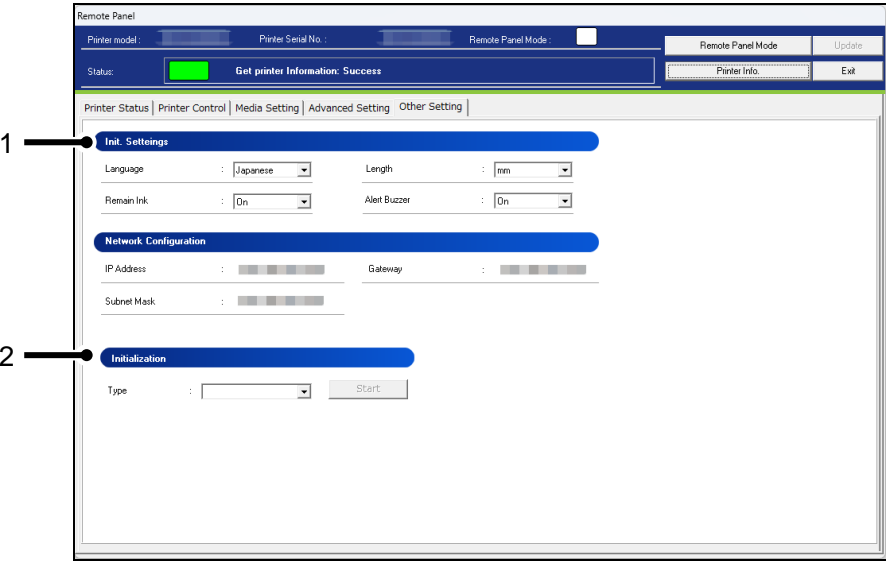 Remote Panel
Printer model : Printer Serial No. : Remote Panel Mode :
Remote Panel Mode Update
Status: Get printer Information: Success
Printer Info. Exit
Printer Status Printer Control Media Setting Advanced Setting Other Setting
1
Init. Setteings
Language : Japanese Length : mm
Remain Ink : On Alert Buzzer : On
Network Configuration
IP Address : Gateway :
Subnet Mask :
2
Initialization
Type : Start